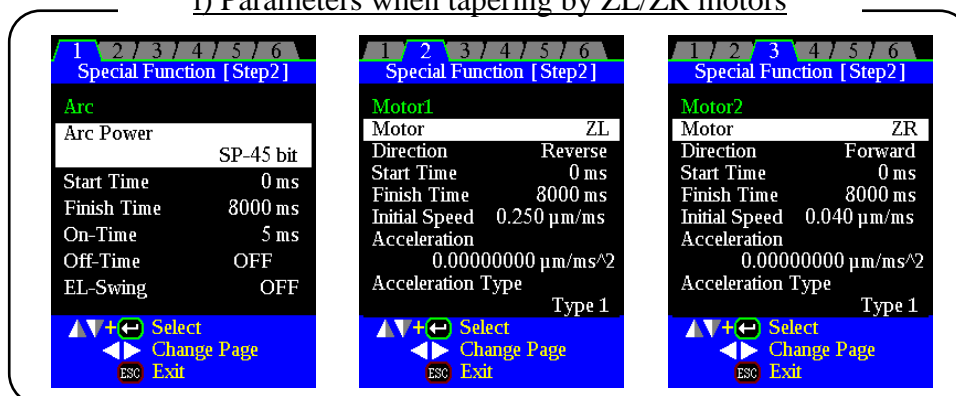 i) Parameters when tapering by ZL/ZR motors
1 2 3 4 5 6
Special Function [Step2]
Arc
Arc Power
SP-45 bit
Start Time 0 ms
Finish Time 8000 ms
On-Time 5 ms
Off-Time OFF
EL-Swing OFF
+ Select
Change Page
ESC Exit
1 2 3 4 5 6
Special Function [Step2]
Motor1
Motor ZL
Direction Reverse
Start Time 0 ms
Finish Time 8000 ms
Initial Speed 0.250 µm/ms
Acceleration
0.00000000 µm/ms^2
Acceleration Type
Type 1
+ Select
Change Page
ESC Exit
1 2 3 4 5 6
Special Function [Step2]
Motor2
Motor ZR
Direction Forward
Start Time 0 ms
Finish Time 8000 ms
Initial Speed 0.040 µm/ms
Acceleration
0.00000000 µm/ms^2
Acceleration Type
Type 1
+ Select
Change Page
ESC Exit